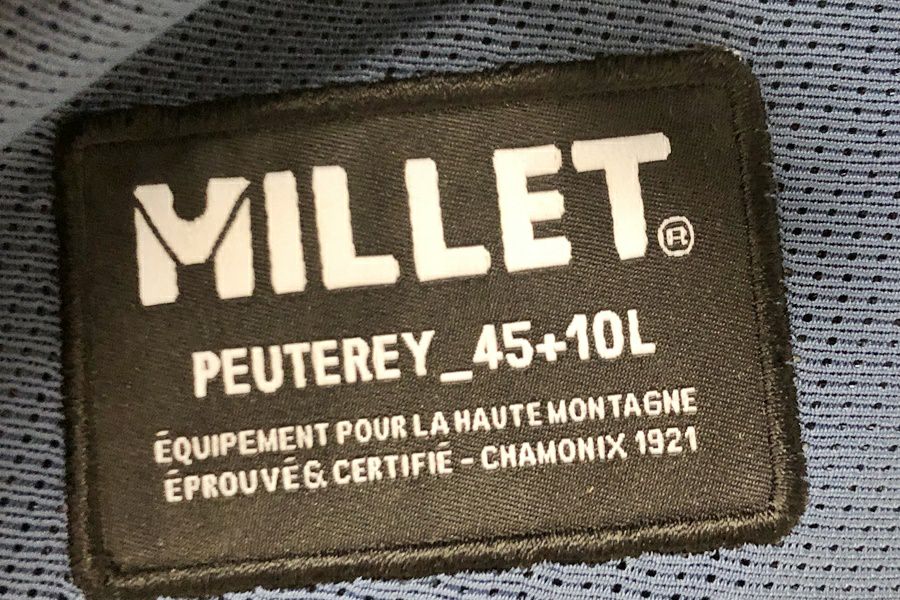 MILLET®
PEUTEREY_45+10L
ÉQUIPEMENT POUR LA HAUTE MONTAGNE
ÉPROUVÉ & CERTIFIÉ - CHAMONIX 1921